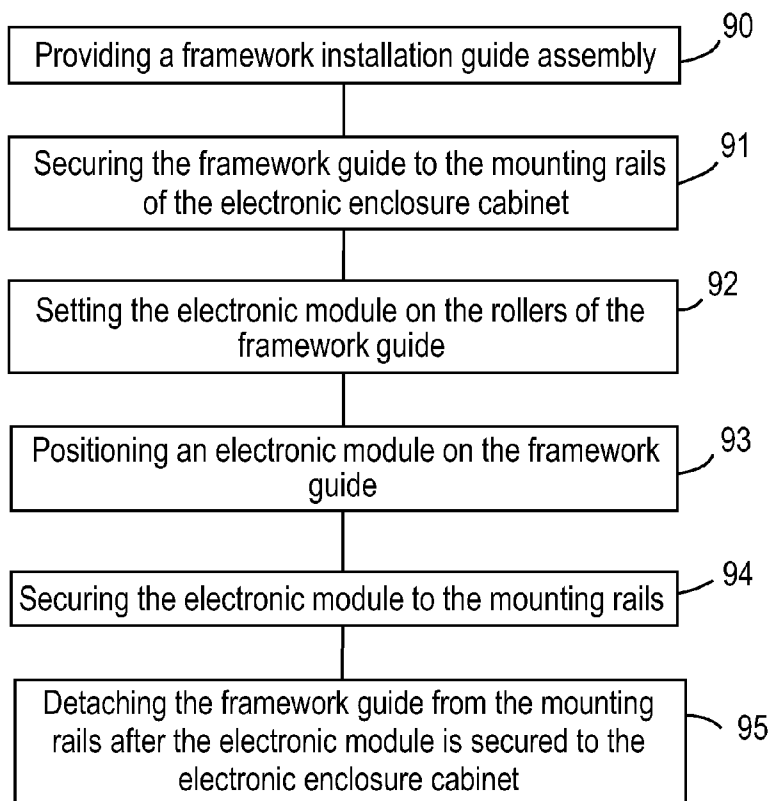 90
Providing a framework installation guide assembly
91
Securing the framework guide to the mounting rails
of the electronic enclosure cabinet
92
Setting the electronic module on the rollers of the
framework guide
93
Positioning an electronic module on the framework
guide
94
Securing the electronic module to the mounting rails
Detaching the framework guide from the mounting
rails after the electronic module is secured to the
95
electronic enclosure cabinet